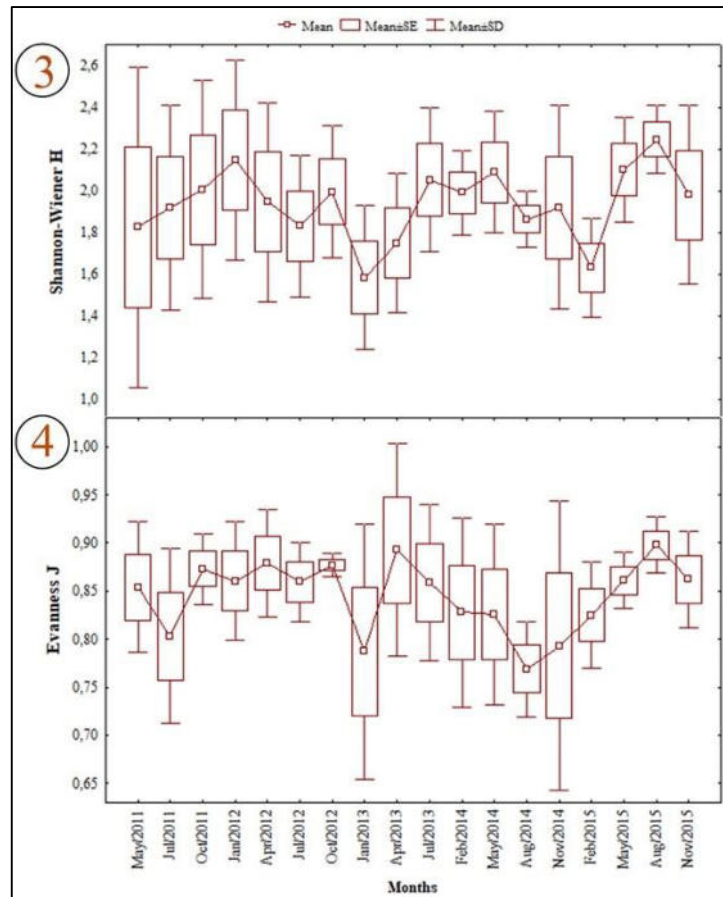 Mean Mean±SE Mean±SD
3
2,6
2,4
2,2
2,0
1,8
1,6
1,4
1,2
1,0
Shannon-Wiener H
4
1,00
0,95
0,90
0,85
0,80
0,75
0,70
0,65
Evanness J
May/2011
Jul/2011
Oct/2011
Jan/2012
Apr/2012
Jul/2012
Oct/2012
Jan/2013
Apr/2013
Jul/2013
Feb/2014
May/2014
Aug/2014
Nov/2014
Feb/2015
May/2015
Aug/2015
Nov/2015
Months